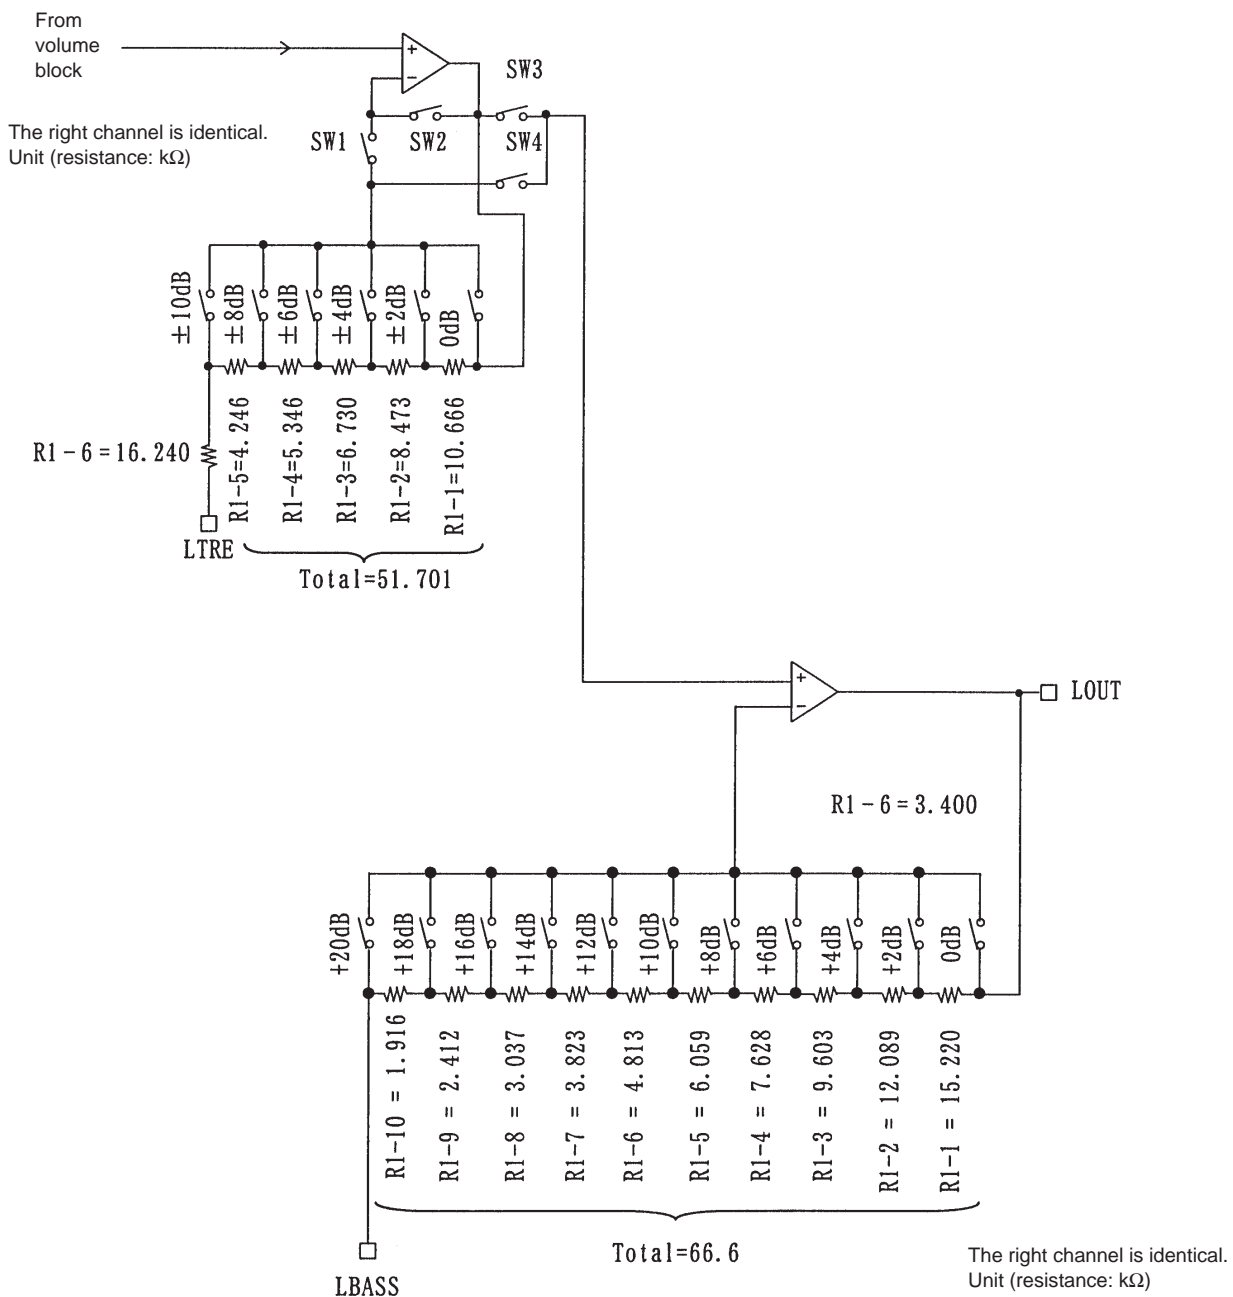 From
volume
block
+
−
SW3
The right channel is identical.
Unit (resistance: kΩ)
SW1
SW2
SW4
±10dB
±8dB
±6dB
±4dB
±2dB
0dB
R1−6=16.240
R1−5=4.246
R1−4=5.346
R1−3=6.730
R1−2=8.473
R1−1=10.666
LTRE
Total=51.701
+
−
LOUT
R1−6=3.400
+20dB
+18dB
+16dB
+14dB
+12dB
+10dB
+8dB
+6dB
+4dB
+2dB
0dB
R1−10 = 1.916
R1−9 = 2.412
R1−8 = 3.037
R1−7 = 3.823
R1−6 = 4.813
R1−5 = 6.059
R1−4 = 7.628
R1−3 = 9.603
R1−2 = 12.089
R1−1 = 15.220
Total=66.6
LBASS
The right channel is identical.
Unit (resistance: kΩ)